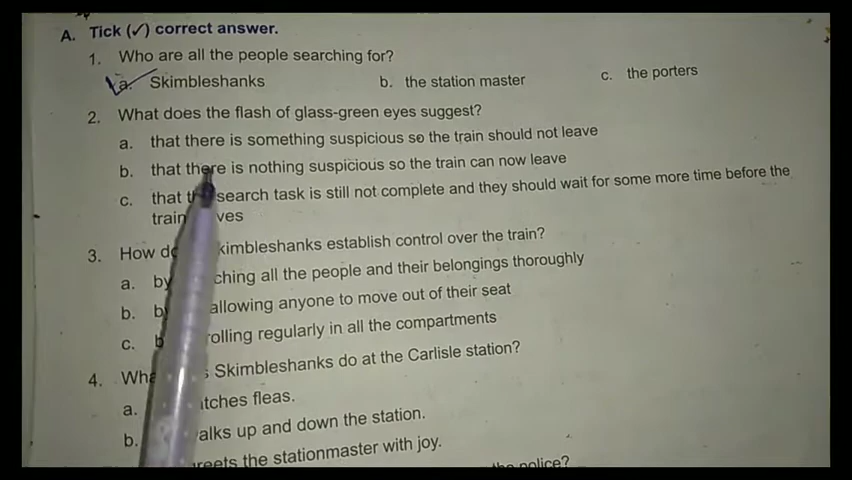 A. Tick (✓) correct answer.
1. Who are all the people searching for?
a. Skimbleshanks b. the station master c. the porters
2. What does the flash of glass-green eyes suggest?
a. that there is something suspicious so the train should not leave
b. that there is nothing suspicious so the train can now leave
c. that the search task is still not complete and they should wait for some more time before the
train ves
3. How do kimbleshanks establish control over the train?
a. by ching all the people and their belongings thoroughly
b. b allowing anyone to move out of their seat
c. b rolling regularly in all the compartments
4. Wha s Skimbleshanks do at the Carlisle station?
a. tches fleas.
b. alks up and down the station.
reets the stationmaster with joy.
the police?